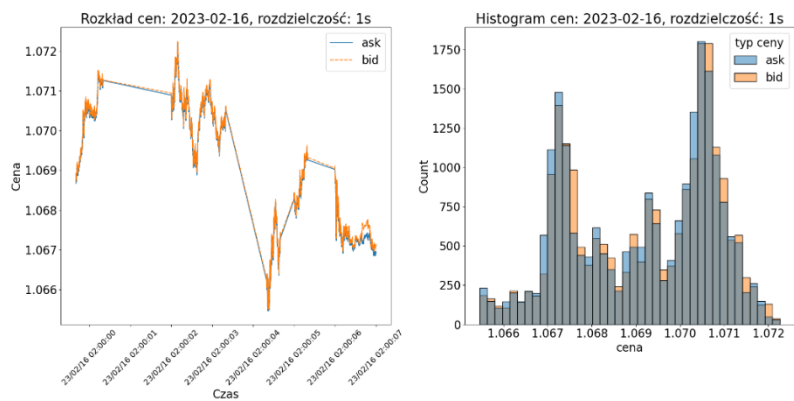 Rozkład cen: 2023-02-16, rozdzielczość: 1s
1.072
1.071
1.070
1.069
1.068
1.067
1.066
Cena
ask
bid
23/02/16 02:00:00
23/02/16 02:00:01
23/02/16 02:00:02
23/02/16 02:00:03
23/02/16 02:00:04
23/02/16 02:00:05
23/02/16 02:00:06
23/02/16 02:00:07
Czas
Histogram cen: 2023-02-16, rozdzielczość: 1s
1750
1500
1250
1000
750
500
250
0
Count
typ ceny
ask
bid
1.066 1.067 1.068 1.069 1.070 1.071 1.072
cena